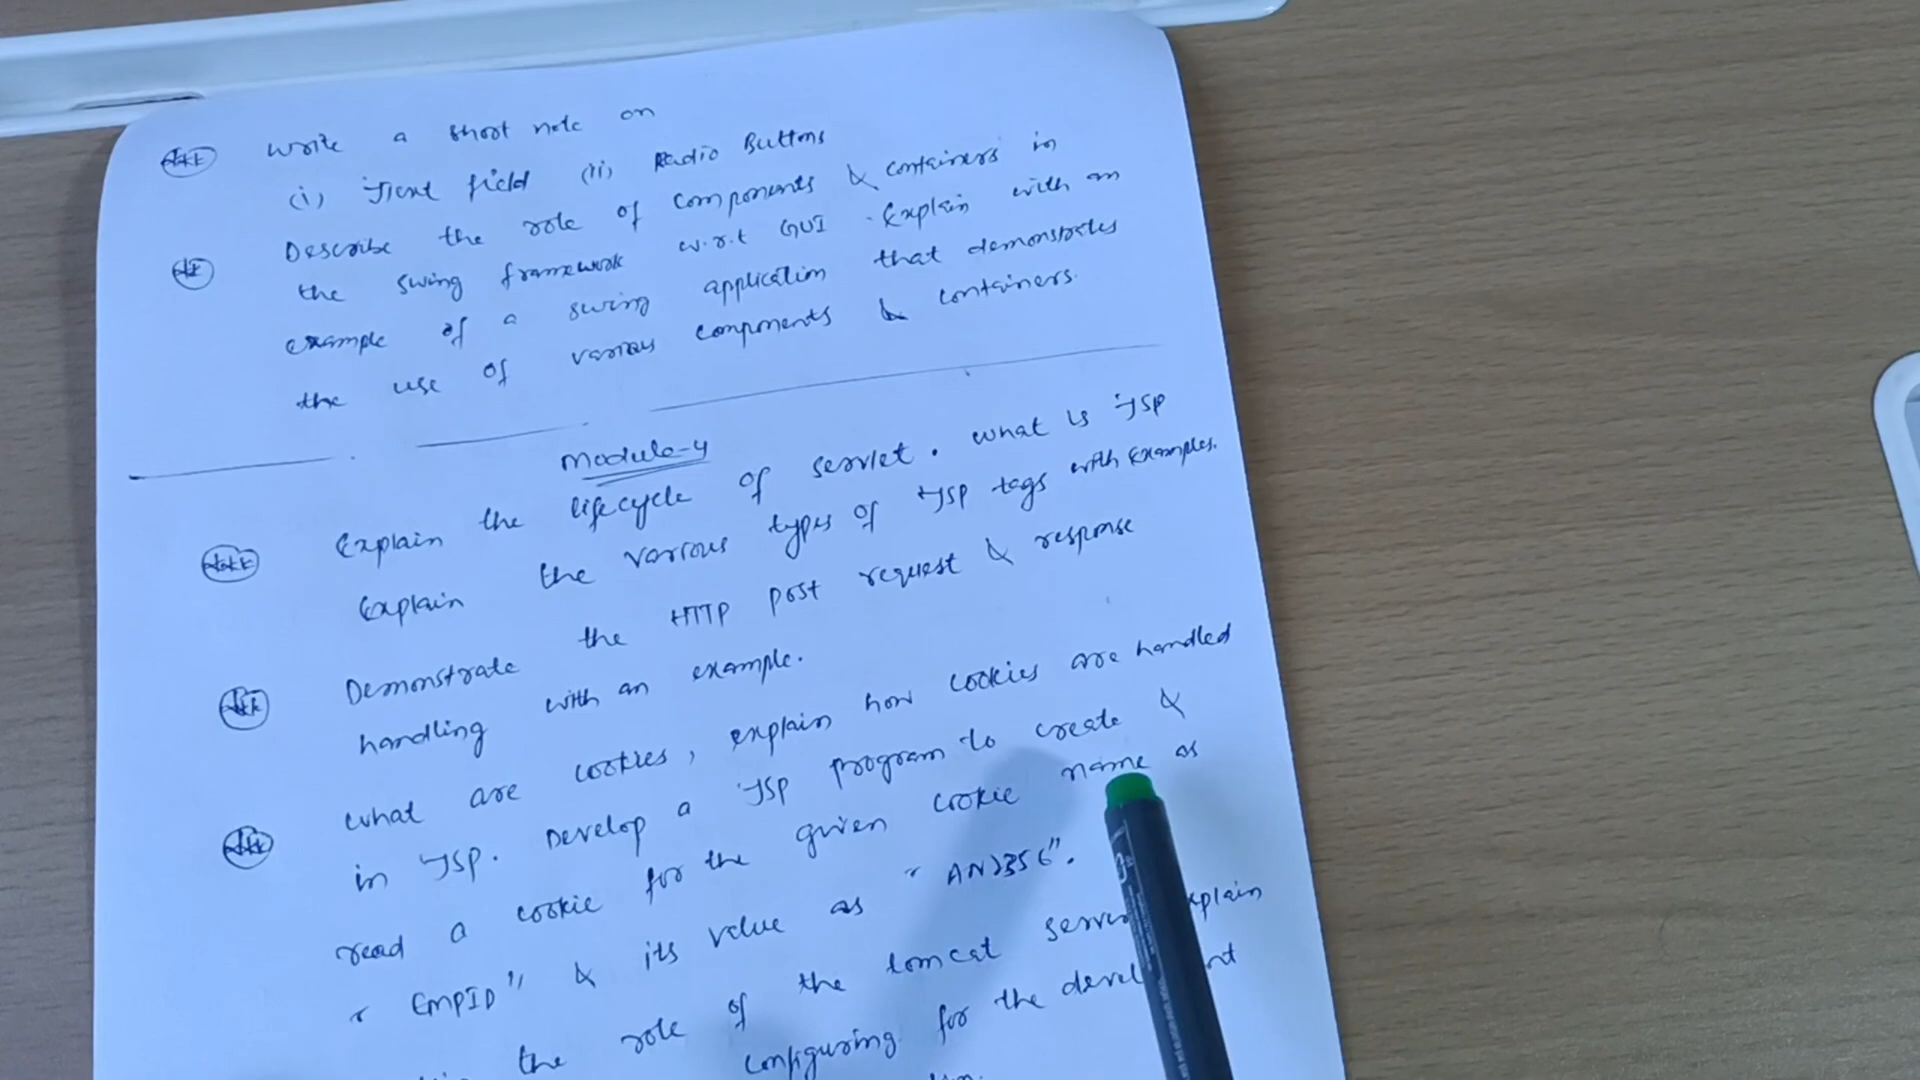 write a short note on
(i) Text field (ii) Radio Buttons
Describe the role of components & containers in
the swing framework w.r.t GUI. Explain with an
example of a swing application that demonstrates
the use of various components & containers.
Module-4
Explain the lifecycle of servlet. what is JSP
Explain the various types of JSP tags with Examples.
Demonstrate the HTTP post request & response
handling with an example.
what are cookies, explain how cookies are handled
in JSP. Develop a JSP program to create &
read a cookie for the given cookie name as
"EMPID" & its value as "AN2356".
the role of the tomcat explain
configuring for the